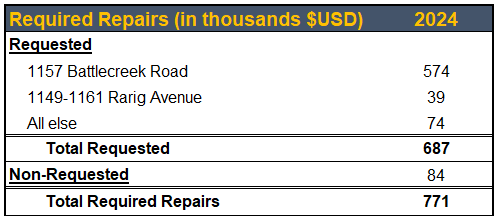 Required Repairs (in thousands $USD) 2024
Requested
1157 Battlecreek Road 574
1149-1161 Rarig Avenue 39
All else 74
Total Requested 687
Non-Requested 84
Total Required Repairs 771